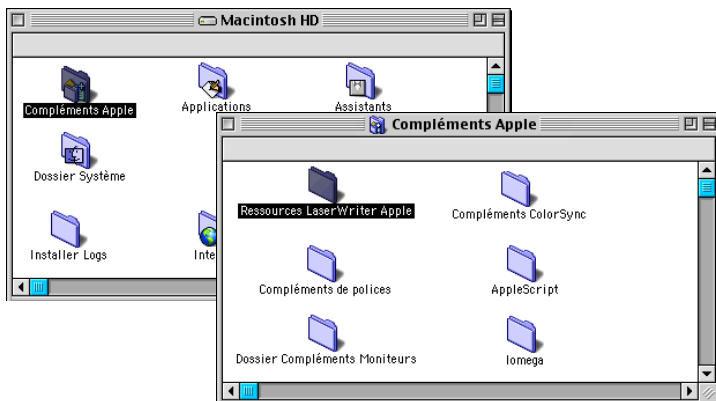 Macintosh HD
Compléments Apple
Applications
Assistants
Dossier Système
Installer Logs
Compléments Apple
Ressources LaserWriter Apple
Compléments ColorSync
Compléments de polices
AppleScript
Dossier Compléments Moniteurs
Iomega